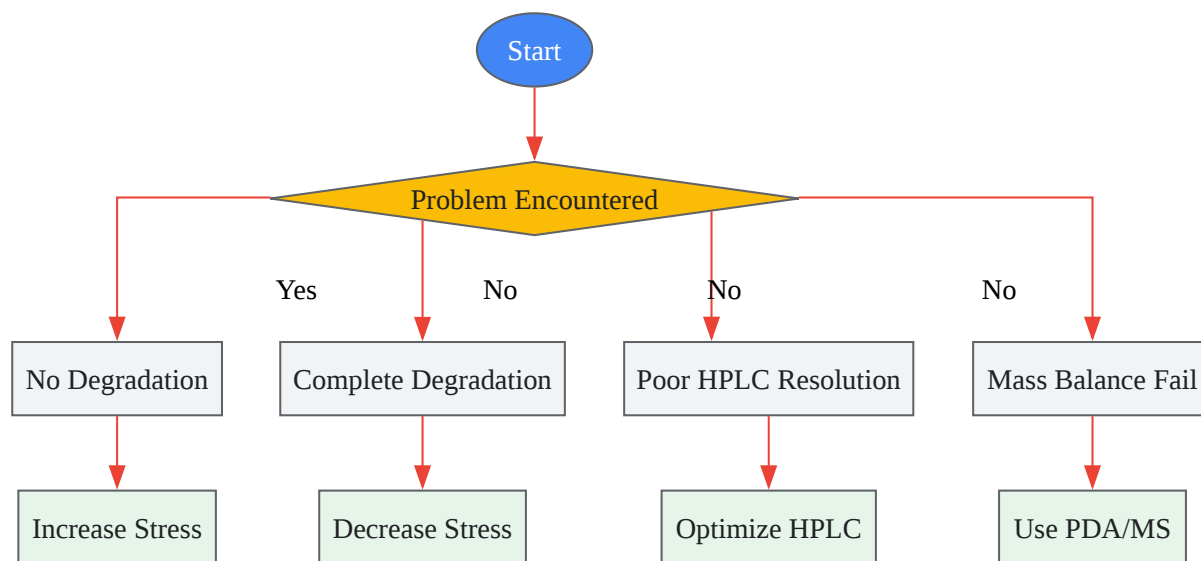 Start
Problem Encountered
Yes
No
No
No
No Degradation
Complete Degradation
Poor HPLC Resolution
Mass Balance Fail
Increase Stress
Decrease Stress
Optimize HPLC
Use PDA/MS